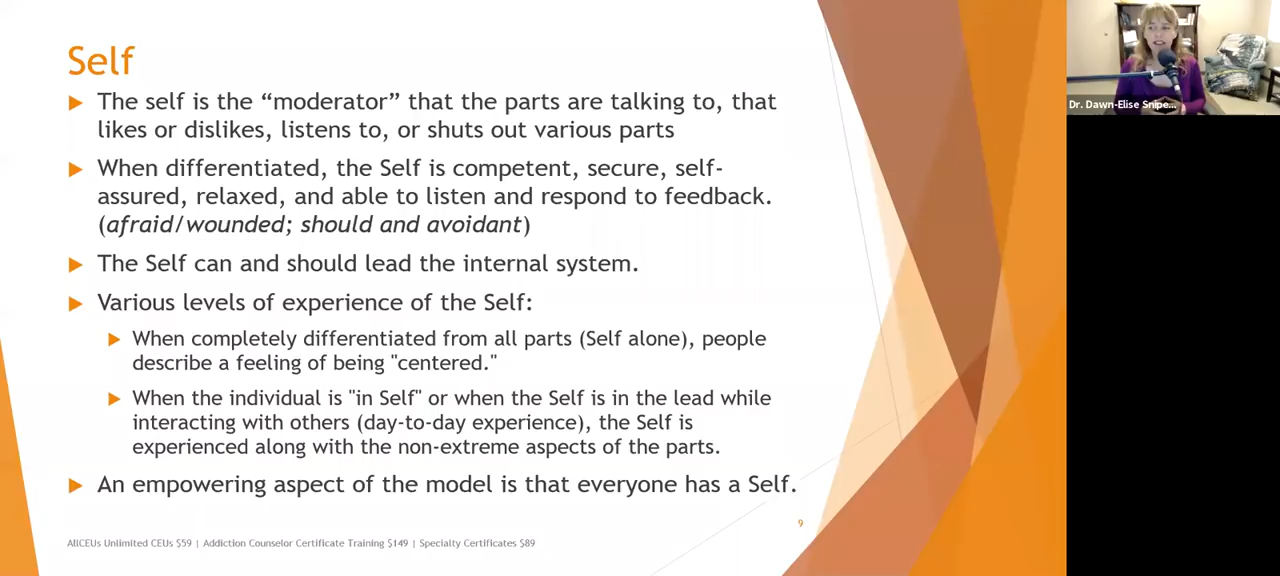 Self
The self is the “moderator” that the parts are talking to, that
likes or dislikes, listens to, or shuts out various parts
When differentiated, the Self is competent, secure, self-
assured, relaxed, and able to listen and respond to feedback.
(afraid/wounded; should and avoidant)
The Self can and should lead the internal system.
Various levels of experience of the Self:
When completely differentiated from all parts (Self alone), people
describe a feeling of being "centered."
When the individual is "in Self" or when the Self is in the lead while
interacting with others (day-to-day experience), the Self is
experienced along with the non-extreme aspects of the parts.
An empowering aspect of the model is that everyone has a Self.
9
AllCEUs Unlimited CEUs $59 | Addiction Counselor Certificate Training $149 | Specialty Certificates $89
Dr. Dawn-Elise Snipe...